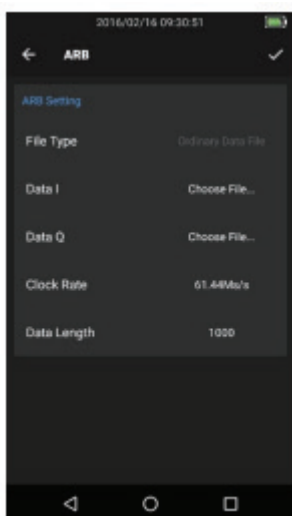 2016/02/16 09:30:51
ARB
ARB Setting
File Type Ordinary Data File
Data I Choose File...
Data Q Choose File...
Clock Rate 61.44Ms/s
Data Length 1000